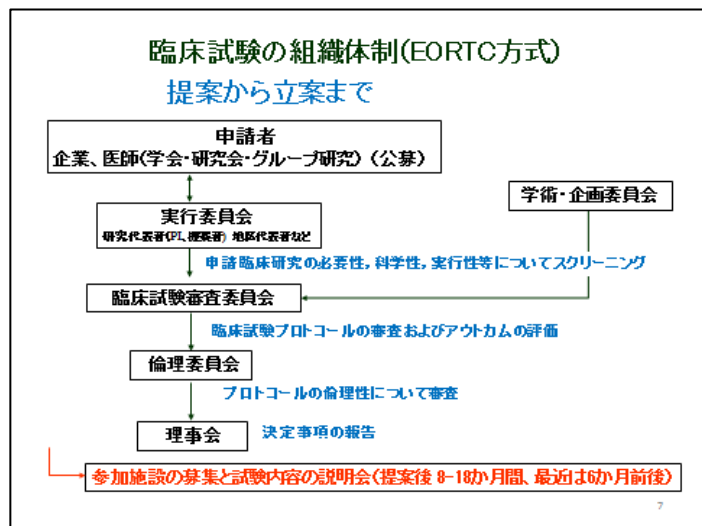 臨床試験の組織体制(EORTC方式)
提案から立案まで
申請者
企業、医師(学会・研究会・グループ研究)（公募）
学術・企画委員会
実行委員会
研究代表者(PI、提案者) 地区代表者など
申請臨床研究の必要性，科学性，実行性等についてスクリーニング
臨床試験審査委員会
臨床試験プロトコールの審査およびアウトカムの評価
倫理委員会
プロトコールの倫理性について審査
理事会
決定事項の報告
参加施設の募集と試験内容の説明会(提案後 8-18か月間、最近は6か月前後)
7